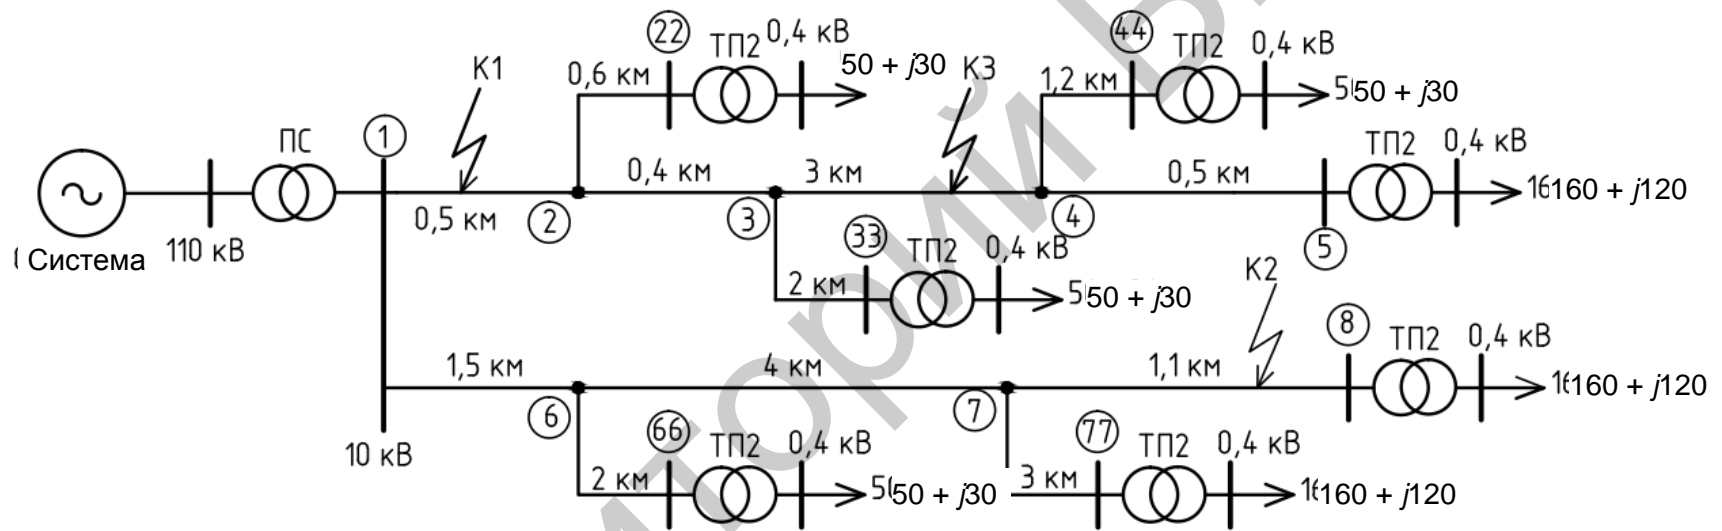 22
ТП2
0,4 кВ
50 + j30
0,6 км
К1
К3
44
ТП2
0,4 кВ
50 + j30
1,2 км
ПС
1
0,5 км
2
0,4 км
3
3 км
4
0,5 км
5
ТП2
0,4 кВ
160 + j120
110 кВ
Система
33
ТП2
0,4 кВ
2 км
50 + j30
К2
1,5 км
6
4 км
7
1,1 км
8
ТП2
0,4 кВ
160 + j120
10 кВ
66
ТП2
0,4 кВ
2 км
50 + j30
77
ТП2
0,4 кВ
3 км
160 + j120